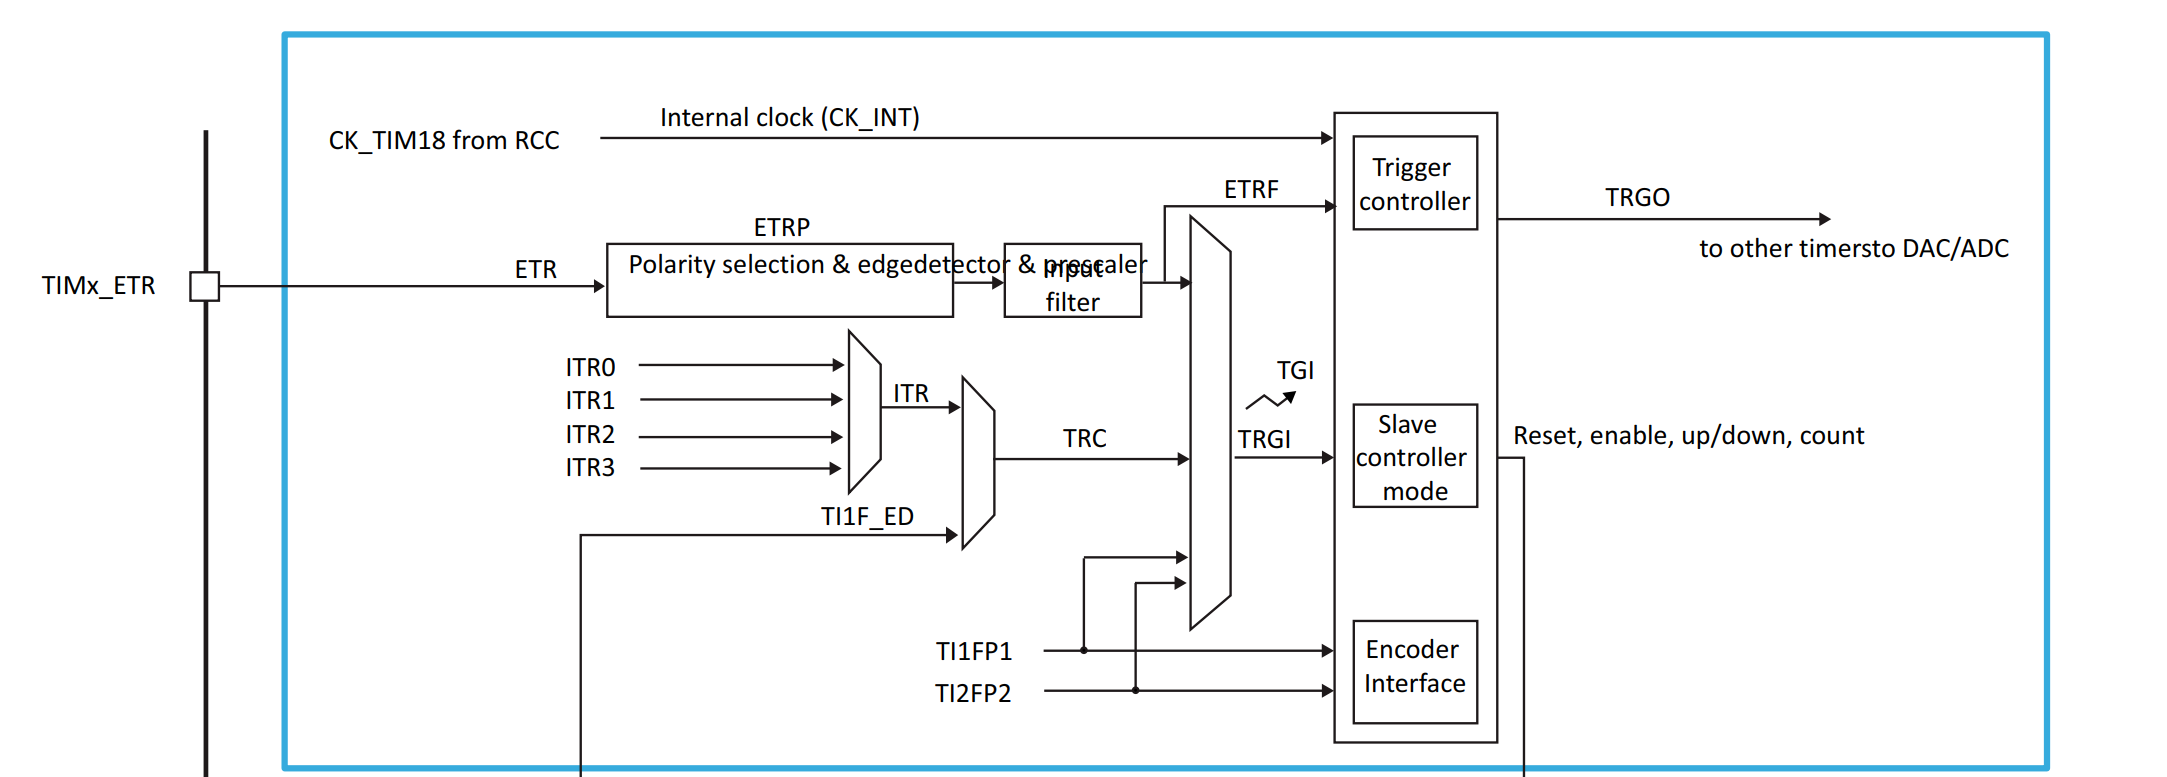 Internal clock (CK_INT)
CK_TIM18 from RCC
Trigger
controller
ETRF
TRGO
ETRP
to other timersto DAC/ADC
TIMx_ETR
ETR
Polarity selection & edgedetector & prescaler
Input
filter
ITR0
ITR1
ITR2
ITR3
ITR
TGI
TRC
TRGI
Slave
controller
mode
Reset, enable, up/down, count
TI1F_ED
TI1FP1
TI2FP2
Encoder
Interface